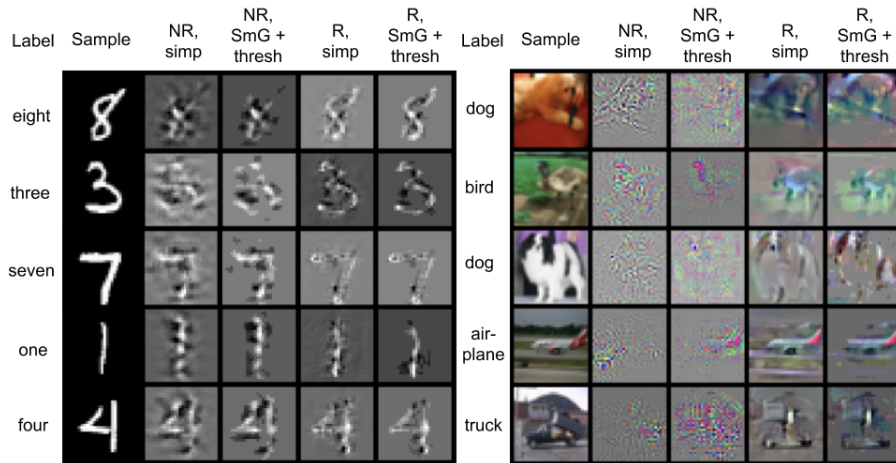 Label Sample NR, simp NR, SmG + thresh R, simp R, SmG + thresh
eight
three
seven
one
four
Label Sample NR, simp NR, SmG + thresh R, simp R, SmG + thresh
dog
bird
dog
air-
plane
truck